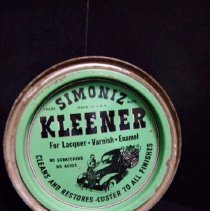 SIMONIZ
TRADE MADE IN U.S.A. MARK
KLEENER
For Lacquer • Varnish • Enamel
NO SCRATCHING
NO ACIDS
CLEANS AND RESTORES LUSTER TO ALL FINISHES